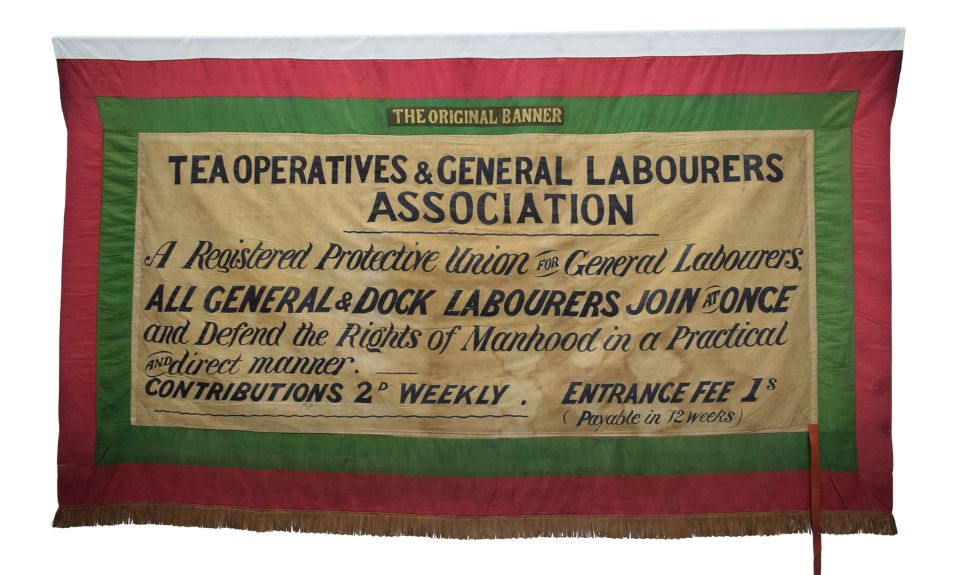 THE ORIGINAL BANNER
TEA OPERATIVES & GENERAL LABOURERS
ASSOCIATION
A Registered Protective Union FOR General Labourers,
ALL GENERAL & DOCK LABOURERS JOIN AT ONCE
and Defend the Rights of Manhood in a Practical
AND direct manner.
CONTRIBUTIONS 2D WEEKLY. ENTRANCE FEE 1s
(Payable in 12 weeks)